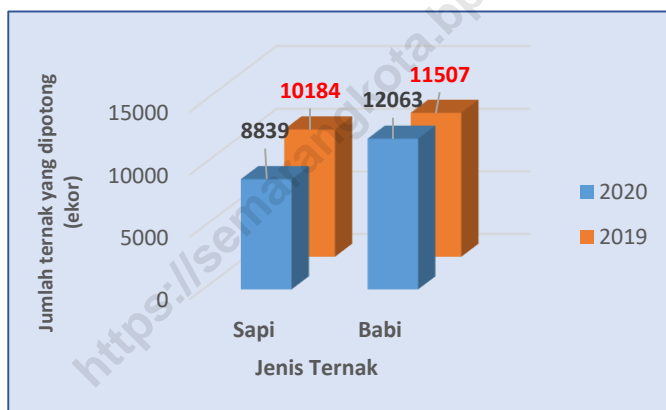 Jumlah ternak yang dipotong
(ekor)
15000
10000
5000
0
10184
8839
11507
12063
Sapi
Babi
Jenis Ternak
2020
2019
https://semarangkota.bp